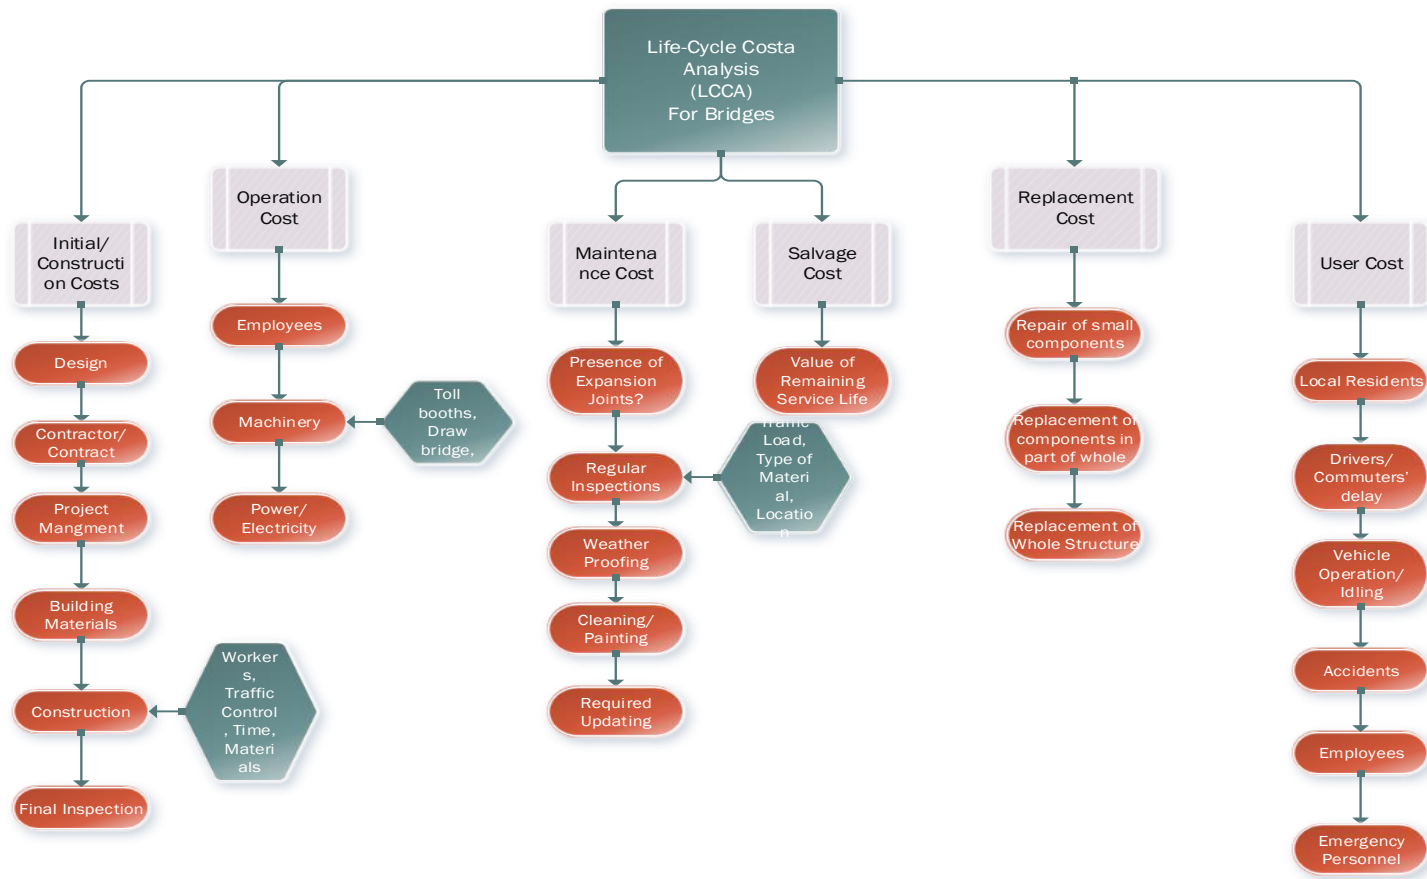 Life-Cycle Costa
Analysis
(LCCA)
For Bridges
Initial/
Constructi
on Costs
Design
Contractor/
Contract
Project
Mangment
Building
Materials
Construction
Worker
s,
Traffic
Control
, Time,
Materi
als
Final Inspection
Operation
Cost
Employees
Machinery
Toll
booths,
Draw
bridge,
Power/
Electricity
Maintena
nce Cost
Presence of
Expansion
Joints?
Regular
Inspections
Traffic
Load,
Type of
Materi
al,
Locatio
n
Weather
Proofing
Cleaning/
Painting
Required
Updating
Salvage
Cost
Value of
Remaining
Service Life
Replacement
Cost
Repair of small
components
Replacement of
components in
part of whole
Replacement of
Whole Structure
User Cost
Local Residents
Drivers/
Commuters’
delay
Vehicle
Operation/
Idling
Accidents
Employees
Emergency
Personnel